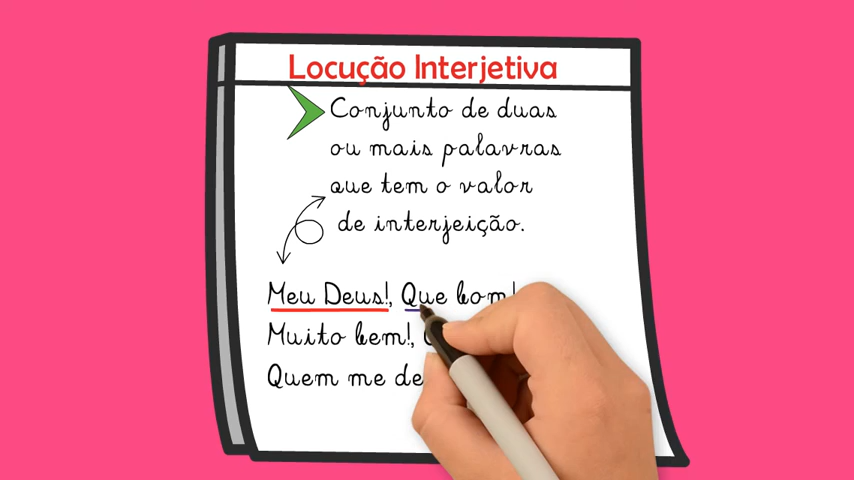 Locução Interjetiva
Conjunto de duas
ou mais palavras
que tem o valor
de interjeição.
Meu Deus!, Que bom!
Muito bem!,
Quem me